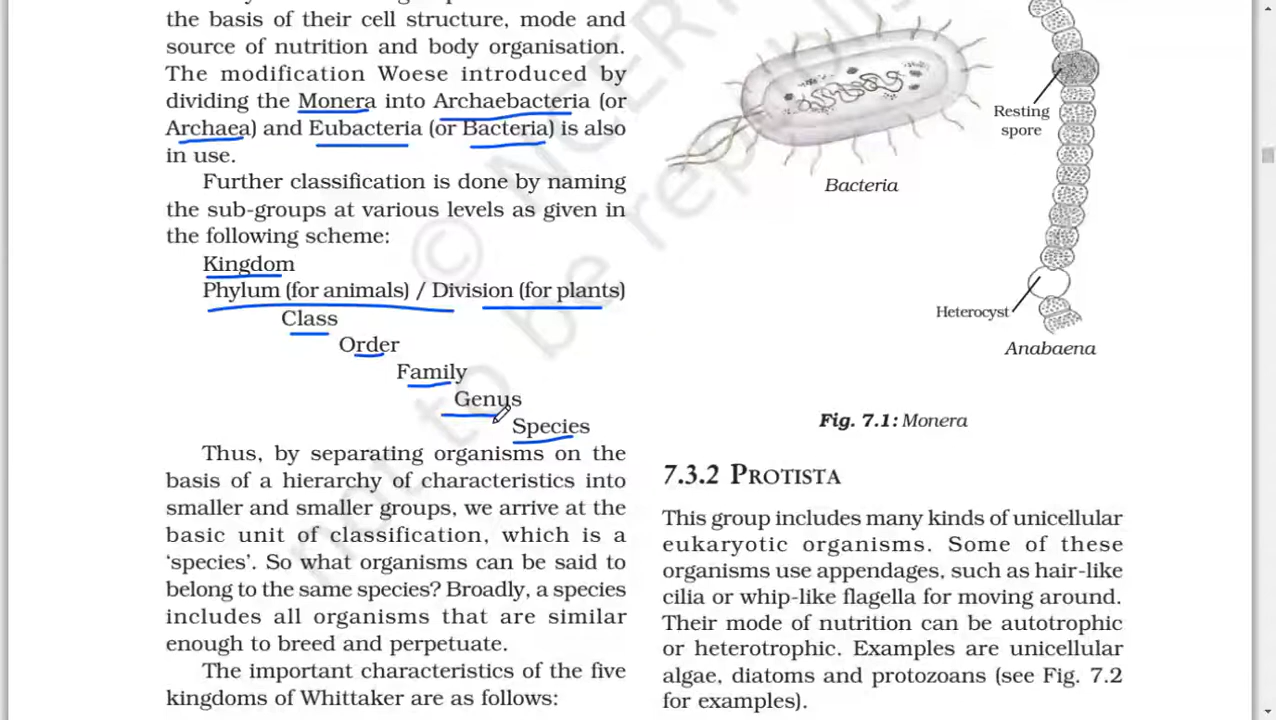 the basis of their cell structure, mode and
source of nutrition and body organisation.
The modification Woese introduced by
dividing the Monera into Archaebacteria (or
Archaea) and Eubacteria (or Bacteria) is also
in use.
Further classification is done by naming
the sub-groups at various levels as given in
the following scheme:
Kingdom
Phylum (for animals) / Division (for plants)
Class
Order
Family
Genus
Species
Thus, by separating organisms on the
basis of a hierarchy of characteristics into
smaller and smaller groups, we arrive at the
basic unit of classification, which is a
‘species’. So what organisms can be said to
belong to the same species? Broadly, a species
includes all organisms that are similar
enough to breed and perpetuate.
The important characteristics of the five
kingdoms of Whittaker are as follows:
Resting
spore
Bacteria
Heterocyst
Anabaena
Fig. 7.1: Monera
7.3.2 PROTISTA
This group includes many kinds of unicellular
eukaryotic organisms. Some of these
organisms use appendages, such as hair-like
cilia or whip-like flagella for moving around.
Their mode of nutrition can be autotrophic
or heterotrophic. Examples are unicellular
algae, diatoms and protozoans (see Fig. 7.2
for examples).
© NCERT
not to be republ